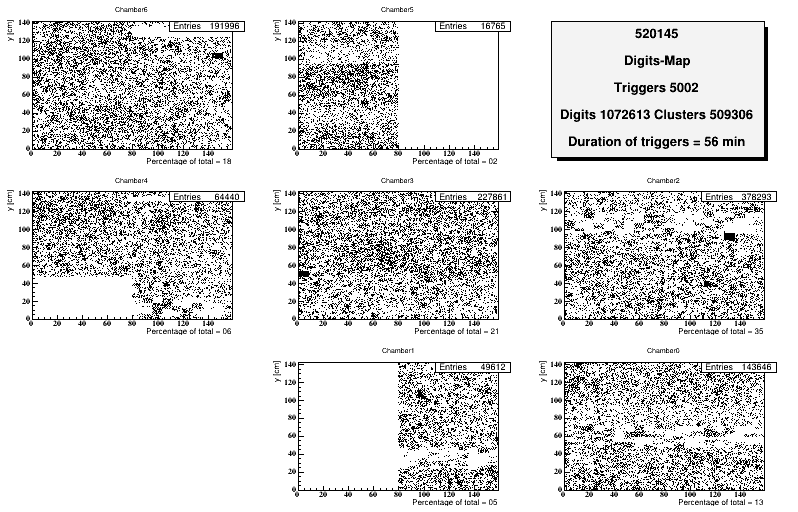 Chamber6
Entries 191996
y [cm]
140
120
100
80
60
40
20
0
0 20 40 60 80 100 120 140
Percentage of total = 18
Chamber5
Entries 16765
y [cm]
140
120
100
80
60
40
20
0
0 20 40 60 80 100 120 140
Percentage of total = 02
520145
Digits-Map
Triggers 5002
Digits 1072613 Clusters 509306
Duration of triggers = 56 min
Chamber4
Entries 64440
y [cm]
140
120
100
80
60
40
20
0
0 20 40 60 80 100 120 140
Percentage of total = 06
Chamber3
Entries 227861
y [cm]
140
120
100
80
60
40
20
0
0 20 40 60 80 100 120 140
Percentage of total = 21
Chamber2
Entries 378293
y [cm]
140
120
100
80
60
40
20
0
0 20 40 60 80 100 120 140
Percentage of total = 35
Chamber1
Entries 49612
y [cm]
140
120
100
80
60
40
20
0
0 20 40 60 80 100 120 140
Percentage of total = 05
Chamber0
Entries 143646
y [cm]
140
120
100
80
60
40
20
0
0 20 40 60 80 100 120 140
Percentage of total = 13